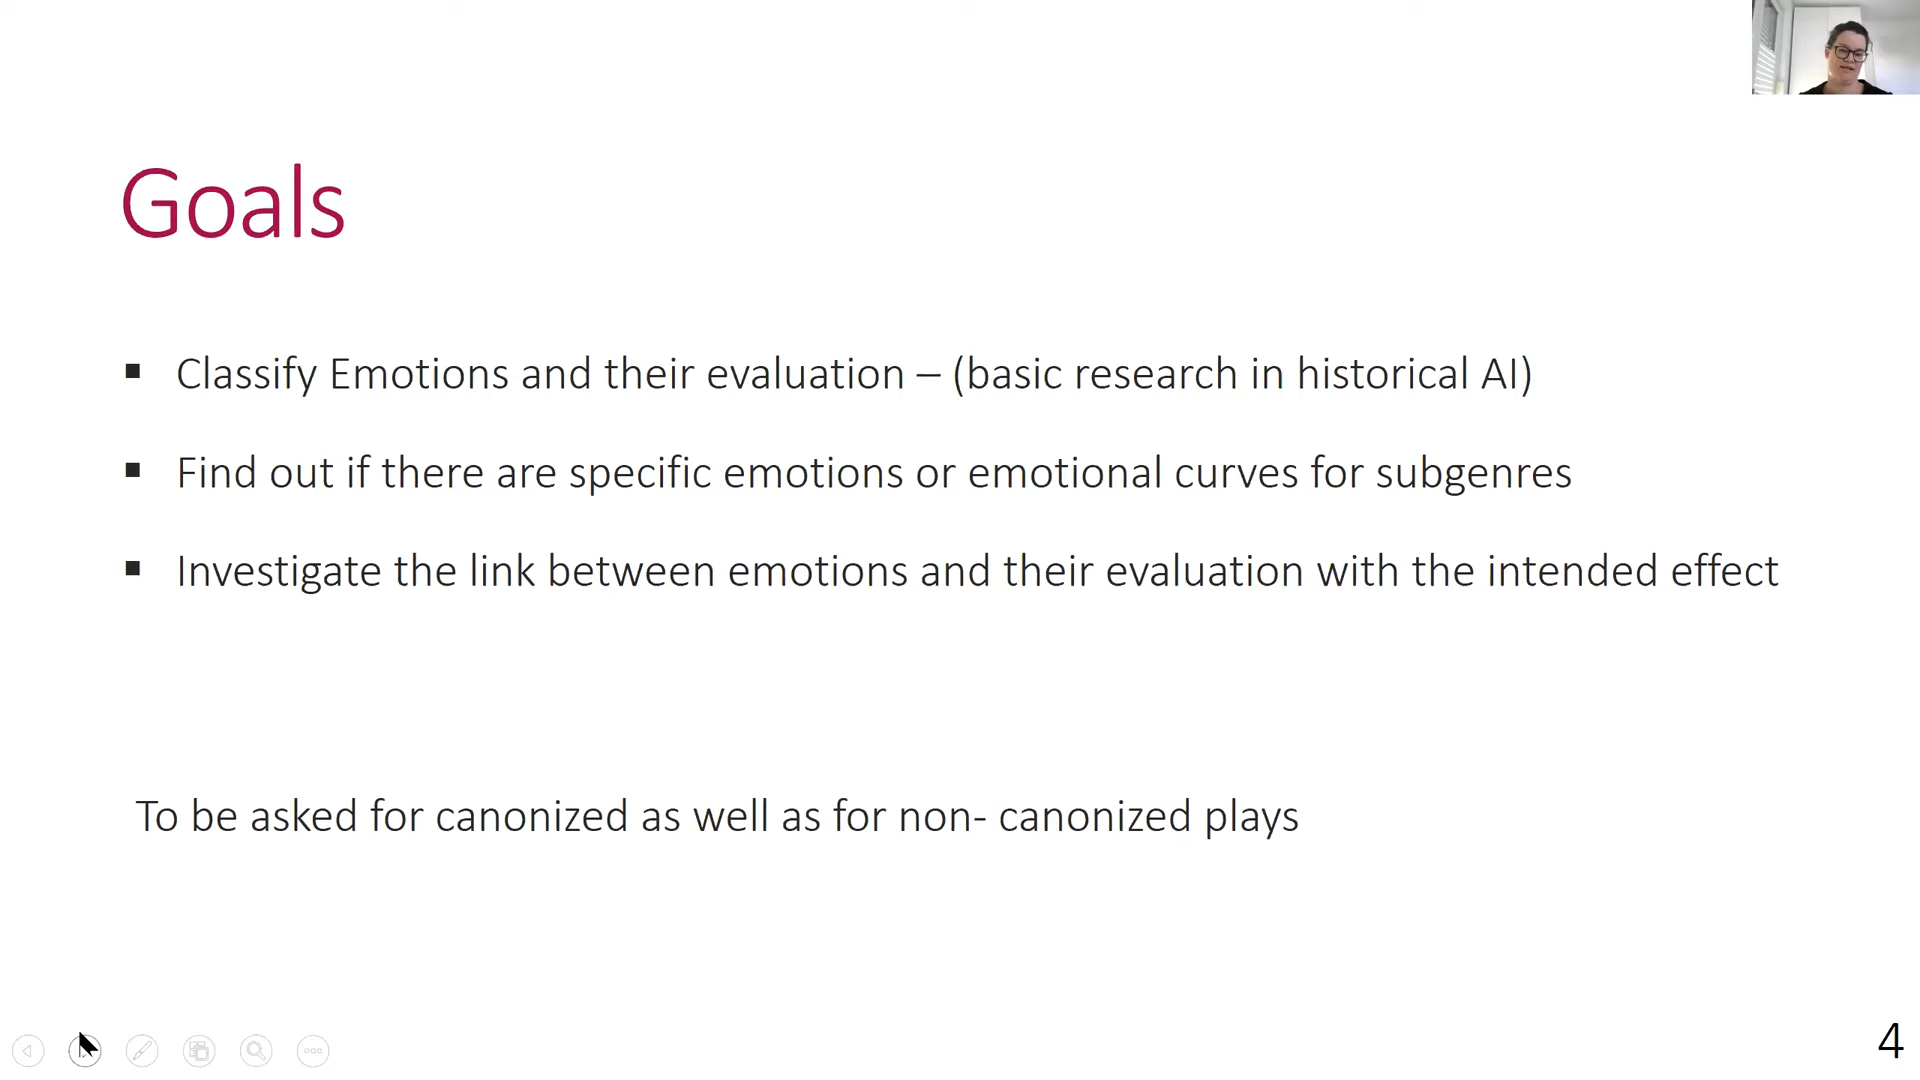 Goals
▪ Classify Emotions and their evaluation – (basic research in historical AI)
▪ Find out if there are specific emotions or emotional curves for subgenres
▪ Investigate the link between emotions and their evaluation with the intended effect
To be asked for canonized as well as for non- canonized plays
4